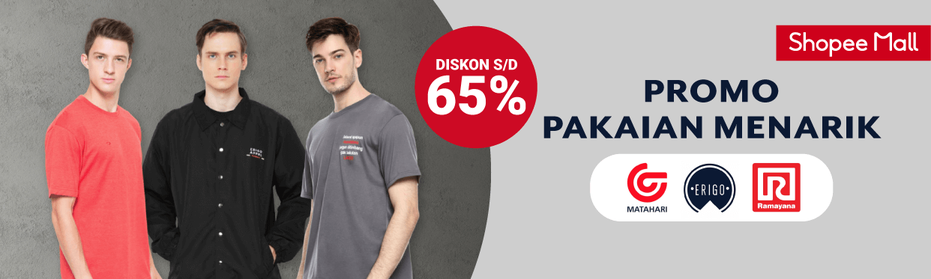 Shopee Mall
DISKON S/D
65%
PROMO
PAKAIAN MENARIK
MATAHARI
ERIGO
Ramayana